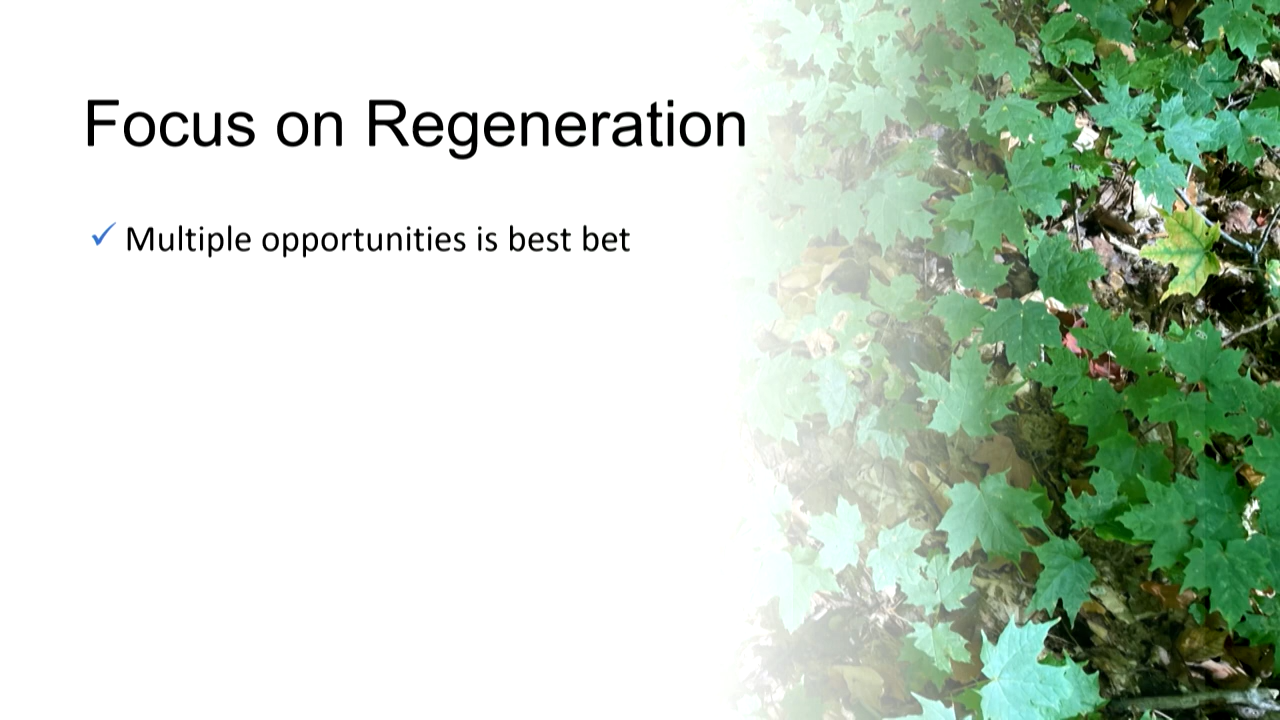 Focus on Regeneration
✓ Multiple opportunities is best bet